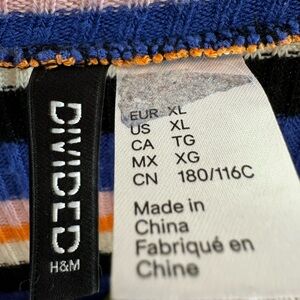 DIVIDED
H&M
EUR XL
US XL
CA TG
MX XG
CN 180/116C
Made in
China
Fabriqué en
Chine